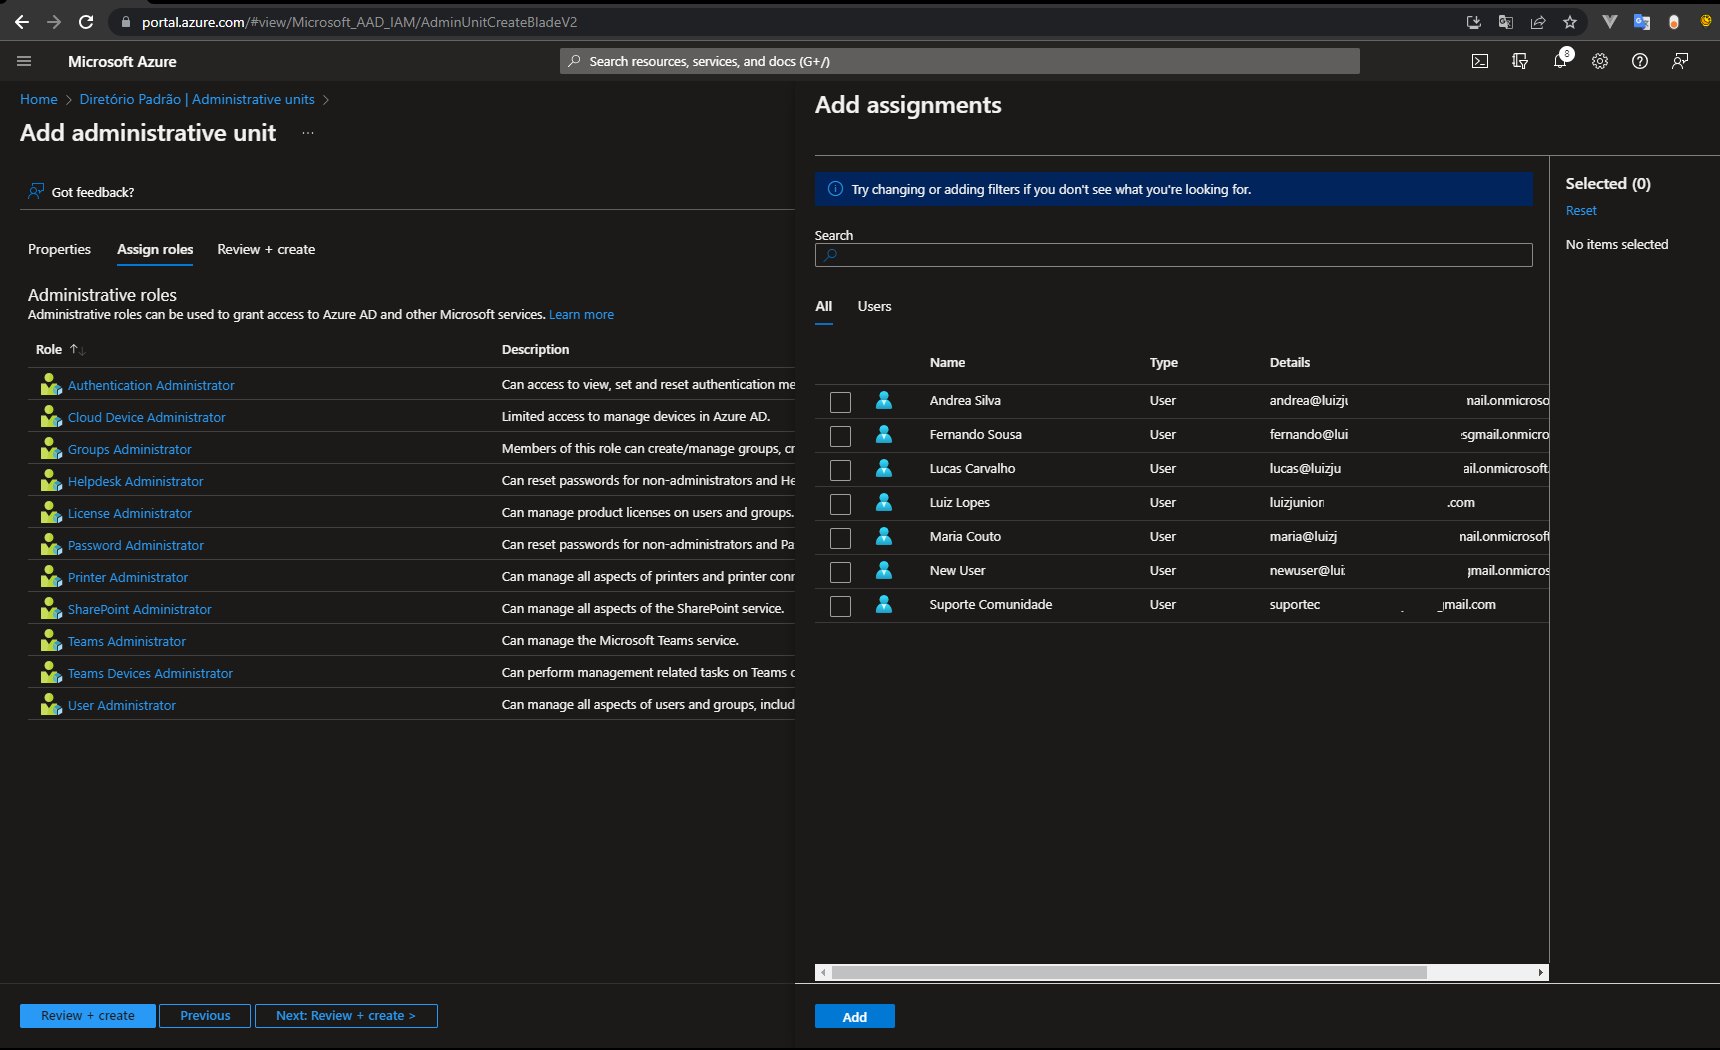 portal.azure.com/#view/Microsoft_AAD_IAM/AdminUnitCreateBladeV2
Microsoft Azure
Search resources, services, and docs (G+/)
8
Home > Diretório Padrão | Administrative units >
Add administrative unit ...
Got feedback?
Properties
Assign roles
Review + create
Administrative roles
Administrative roles can be used to grant access to Azure AD and other Microsoft services. Learn more
Role ↑↓ Description
Authentication Administrator Can access to view, set and reset authentication me
Cloud Device Administrator Limited access to manage devices in Azure AD.
Groups Administrator Members of this role can create/manage groups, cr
Helpdesk Administrator Can reset passwords for non-administrators and He
License Administrator Can manage product licenses on users and groups.
Password Administrator Can reset passwords for non-administrators and Pa
Printer Administrator Can manage all aspects of printers and printer conn
SharePoint Administrator Can manage all aspects of the SharePoint service.
Teams Administrator Can manage the Microsoft Teams service.
Teams Devices Administrator Can perform management related tasks on Teams c
User Administrator Can manage all aspects of users and groups, includ
Review + create
Previous
Next: Review + create >
Add assignments
Try changing or adding filters if you don't see what you're looking for.
Search
All
Users
Name Type Details
Andrea Silva User andrea@luizju nail.onmicroso
Fernando Sousa User fernando@lui sgmail.onmicro
Lucas Carvalho User lucas@luizju ail.onmicrosoft
Luiz Lopes User luizjunior .com
Maria Couto User maria@luizj nail.onmicrosoft
New User User newuser@lui mail.onmicros
Suporte Comunidade User suportec mail.com
Add
Selected (0)
Reset
No items selected